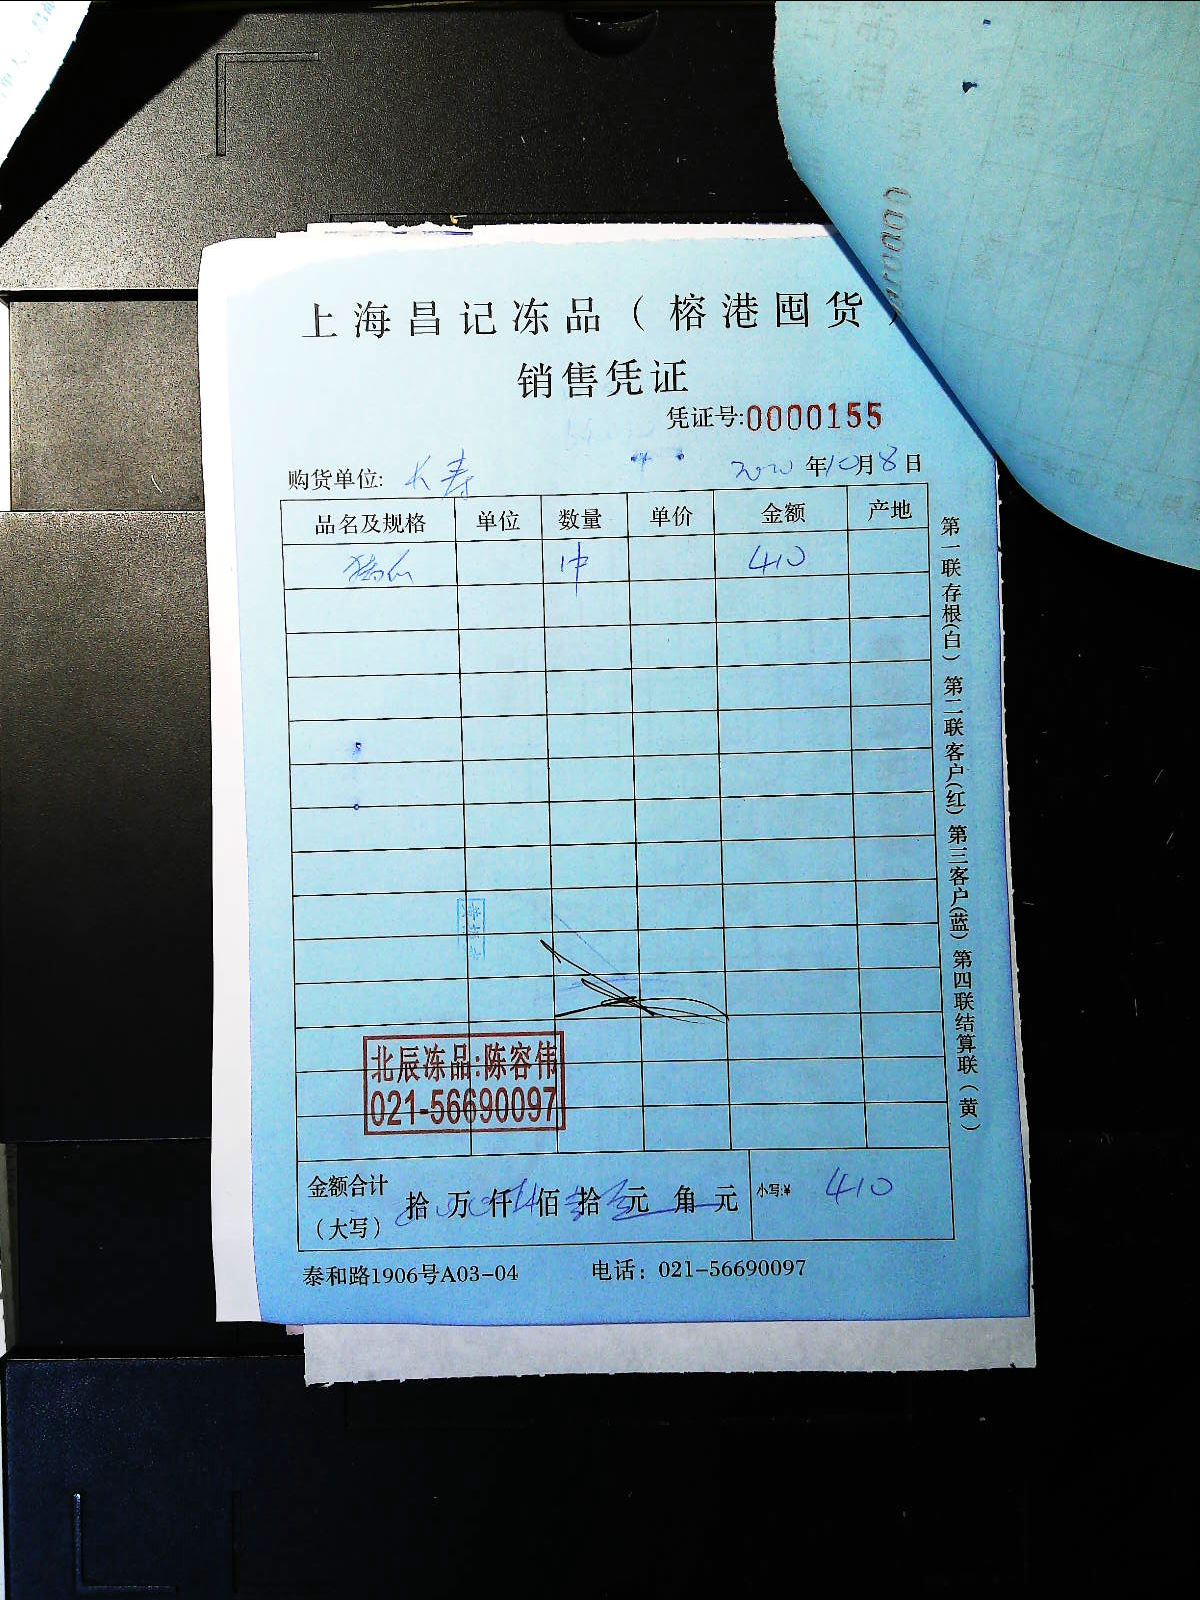 上海昌记冻品（榕港囤货）
销售凭证
凭证号:0000155
购货单位: 长寿 2020年10月8日
品名及规格 单位 数量 单价 金额 产地
1件 410
北辰冻品:陈容伟
021-56690097
金额合计（大写） 拾 万 仟 佰 拾 元 角 元 小写:¥ 410
泰和路1906号A03-04 电话：021-56690097
第一联存根(白) 第二联客户(红) 第三客户(蓝) 第四联结算联(黄)